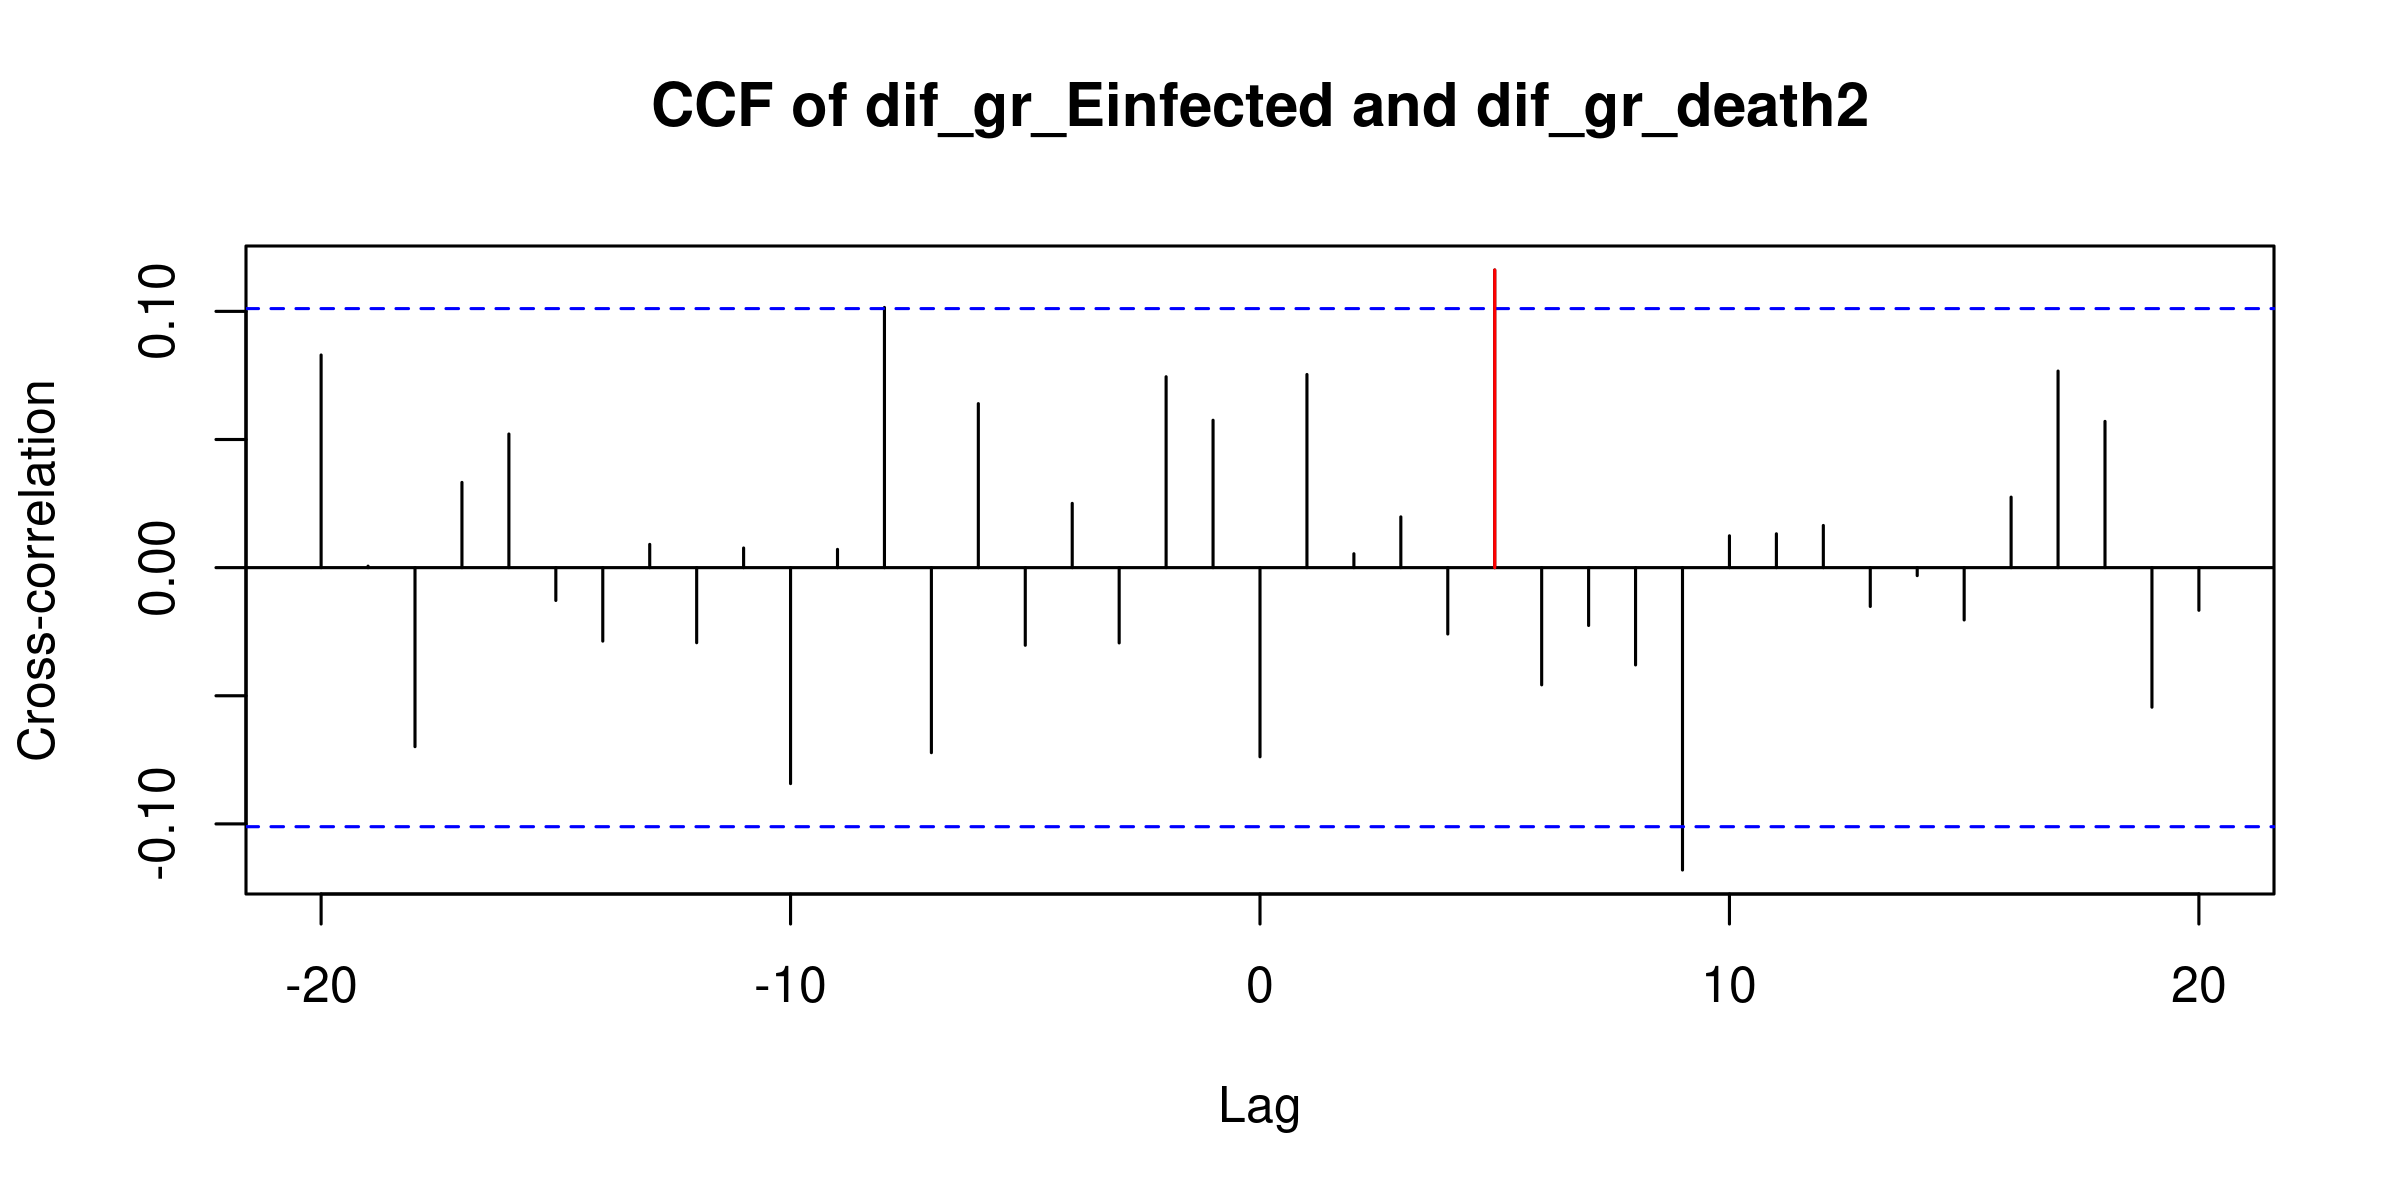 CCF of dif_gr_Einfected and dif_gr_death2
Cross-correlation
0.10
0.00
-0.10
-20 -10 0 10 20
Lag